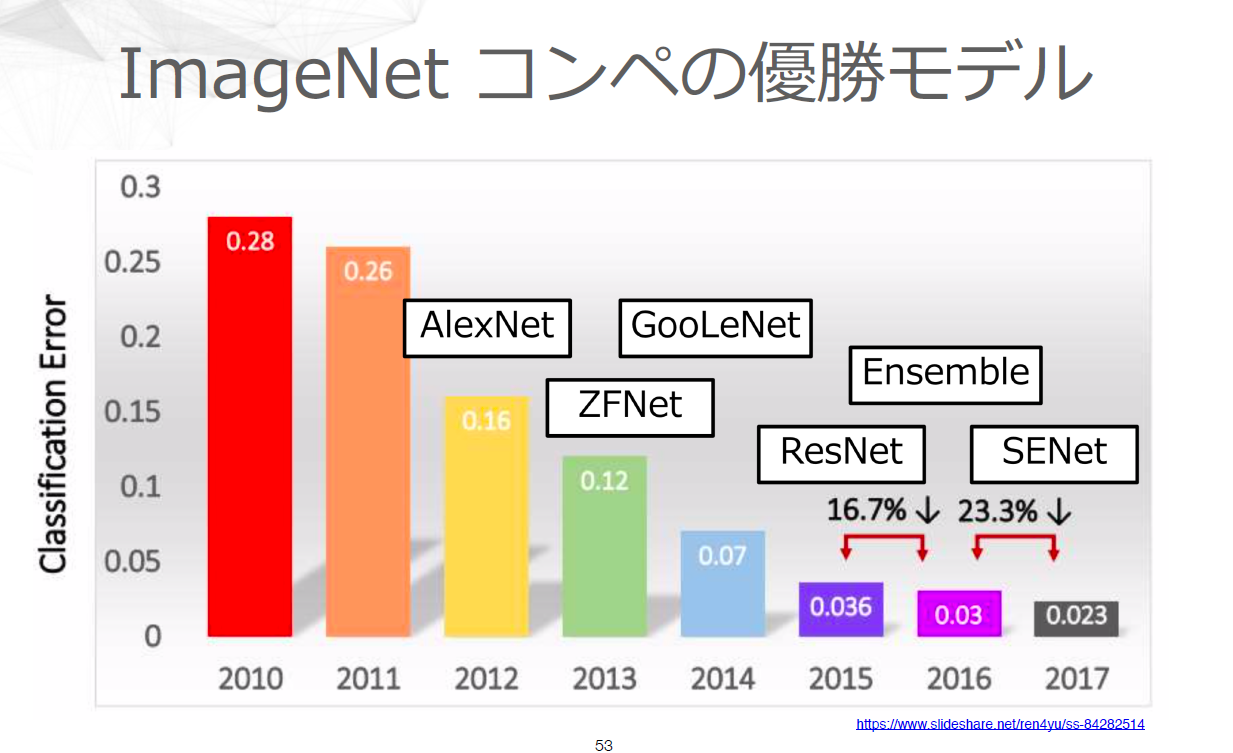 ImageNet コンペの優勝モデル
0.3
0.25
0.2
0.15
0.1
0.05
0
Classification Error
0.28
0.26
0.16
0.12
0.07
0.036
0.03
0.023
AlexNet
GooLeNet
ZFNet
Ensemble
ResNet
SENet
16.7% ↓ 23.3% ↓
2010 2011 2012 2013 2014 2015 2016 2017
https://www.slideshare.net/ren4yu/ss-84282514
53